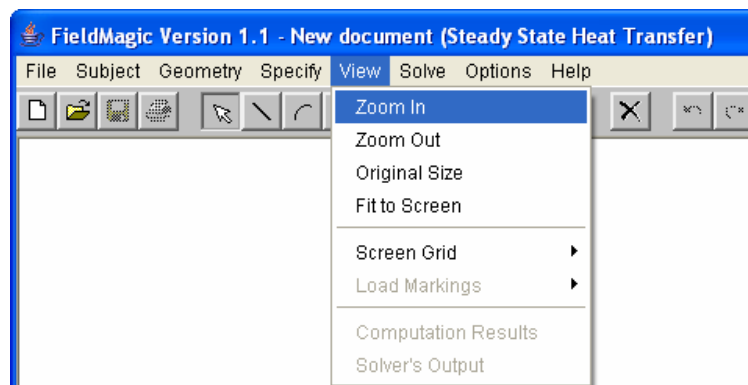 FieldMagic Version 1.1 - New document (Steady State Heat Transfer)
File Subject Geometry Specify View Solve Options Help
Zoom In
Zoom Out
Original Size
Fit to Screen
Screen Grid
Load Markings
Computation Results
Solver's Output